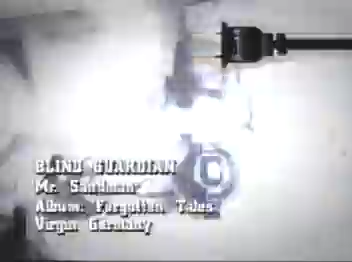 BLIND GUARDIAN
Mr. Sandman
Album: Forgotten Tales
Virgin Germany